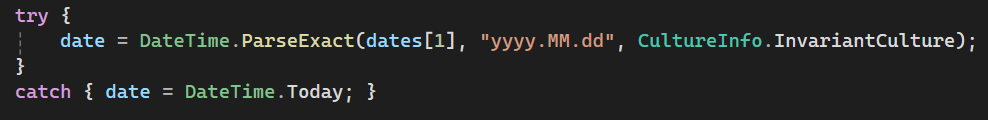 try {
    date = DateTime.ParseExact(dates[1], "yyyy.MM.dd", CultureInfo.InvariantCulture);
}
catch { date = DateTime.Today; }